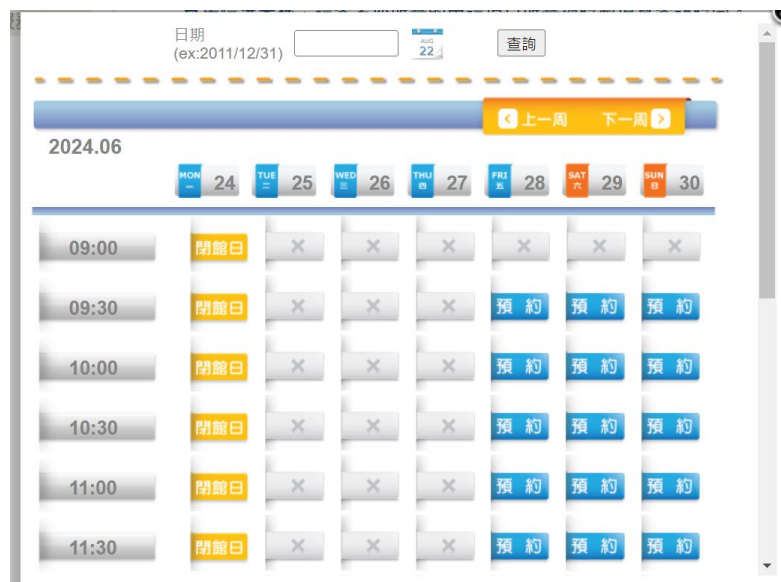 日期
(ex:2011/12/31)
AUG
22
查詢
上一周 下一周
2024.06
MON 一 24 TUE 二 25 WED 三 26 THU 四 27 FRI 五 28 SAT 六 29 SUN 日 30
09:00 閉館日 × × × × × ×
09:30 閉館日 × × × 預約 預約 預約
10:00 閉館日 × × × 預約 預約 預約
10:30 閉館日 × × × 預約 預約 預約
11:00 閉館日 × × × 預約 預約 預約
11:30 閉館日 × × × 預約 預約 預約